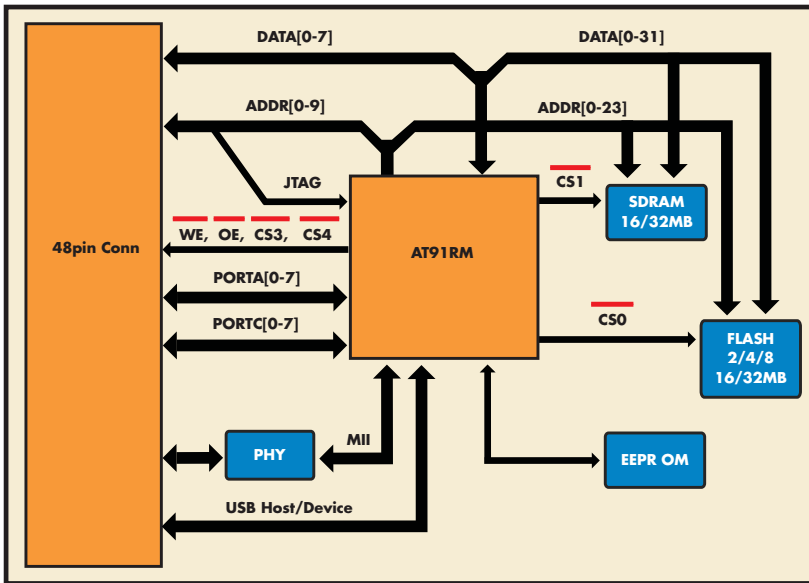 DATA[0-7]
DATA[0-31]
ADDR[0-9]
ADDR[0-23]
JTAG
CS1
SDRAM
16/32MB
WE, OE, CS3, CS4
48pin Conn
AT91RM
PORTA[0-7]
PORTC[0-7]
CS0
FLASH
2/4/8
16/32MB
MII
PHY
EEPR OM
USB Host/Device